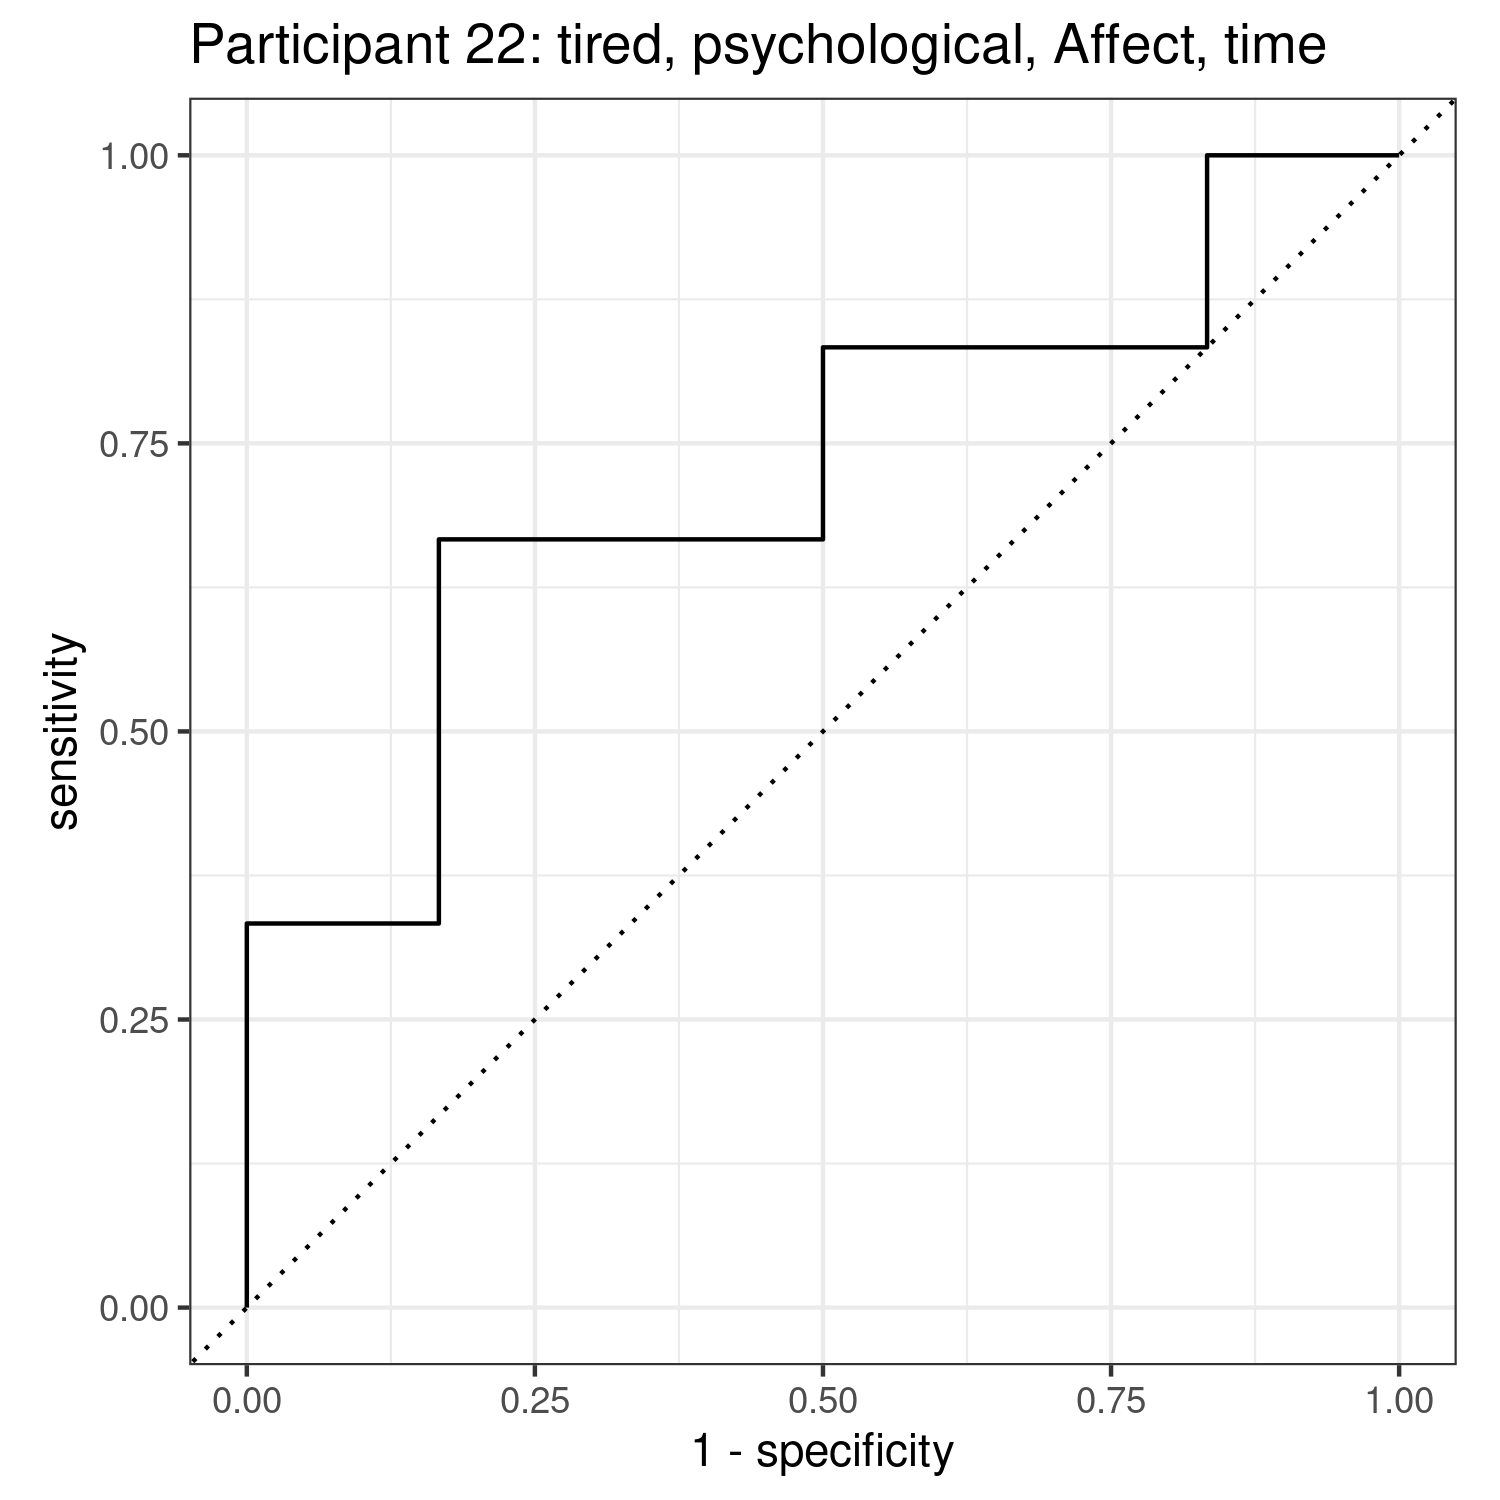 Participant 22: tired, psychological, Affect, time
1.00
0.75
0.50
0.25
0.00
sensitivity
0.00 0.25 0.50 0.75 1.00
1 - specificity